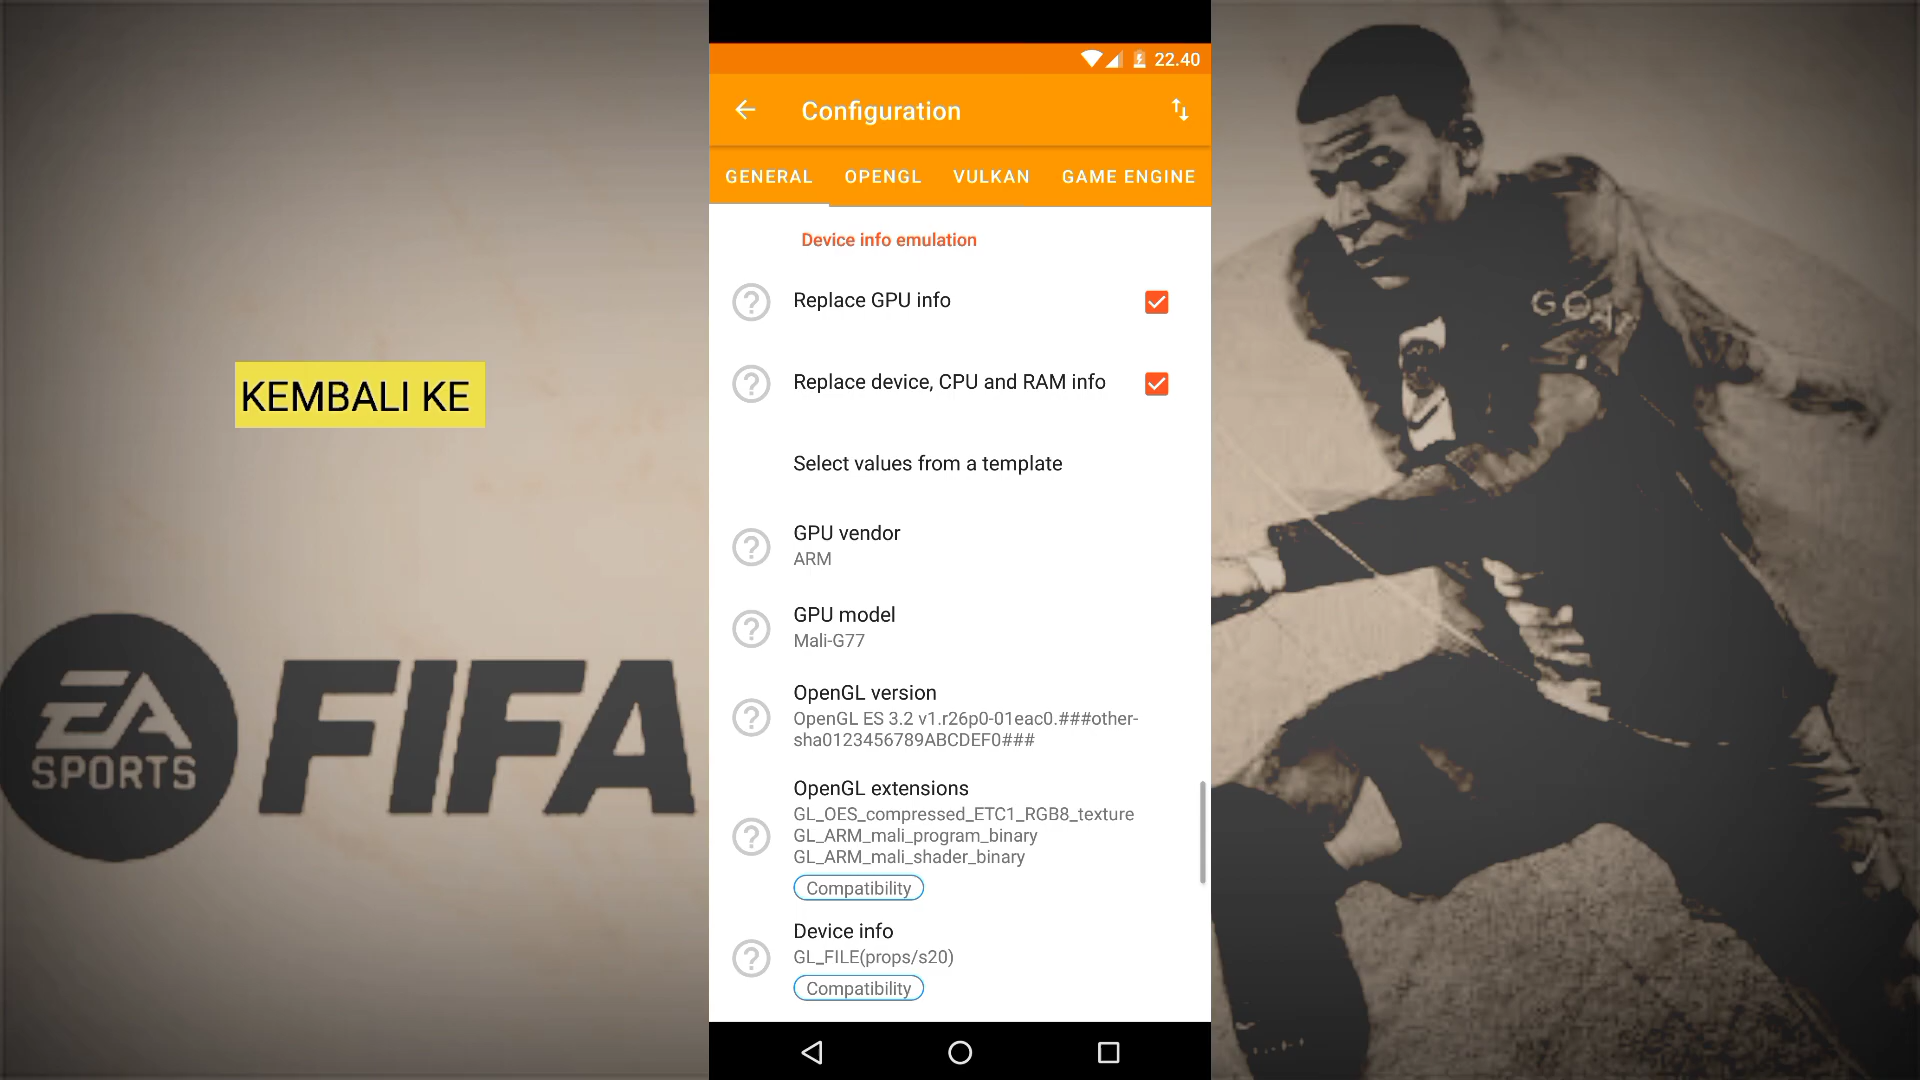 22.40
Configuration
GENERAL OPENGL VULKAN GAME ENGINE
Device info emulation
Replace GPU info
Replace device, CPU and RAM info
Select values from a template
GPU vendor
ARM
GPU model
Mali-G77
OpenGL version
OpenGL ES 3.2 v1.r26p0-01eac0.###other-
sha0123456789ABCDEF0###
OpenGL extensions
GL_OES_compressed_ETC1_RGB8_texture
GL_ARM_mali_program_binary
GL_ARM_mali_shader_binary
Compatibility
Device info
GL_FILE(props/s20)
Compatibility
KEMBALI KE
EA
SPORTS
FIFA